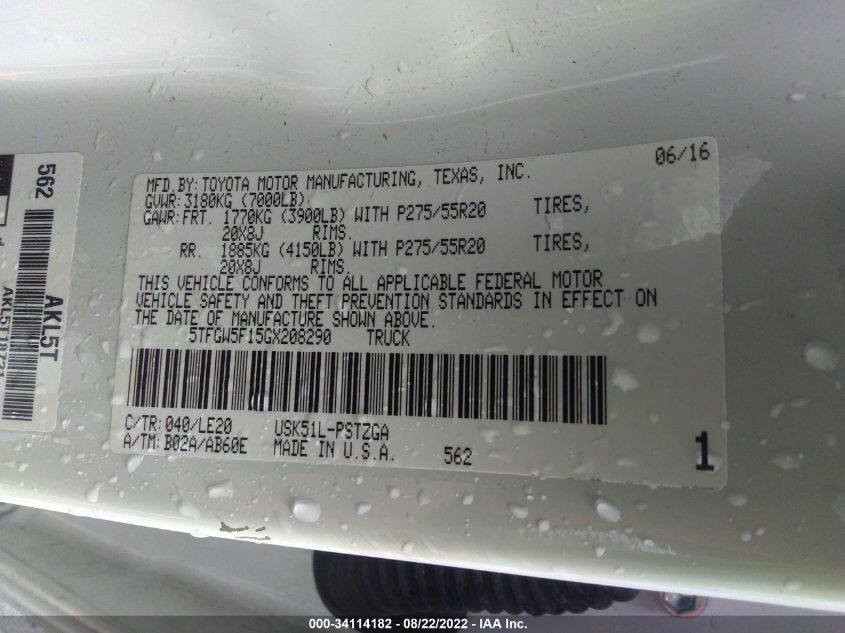 MFD.BY:TOYOTA MOTOR MANUFACTURING, TEXAS, INC. 06/16
GVWR:3180KG (7000LB)
GAWR:FRT. 1770KG (3900LB) WITH P275/55R20 TIRES,
20X8J RIMS.
RR. 1885KG (4150LB) WITH P275/55R20 TIRES,
20X8J RIMS.
THIS VEHICLE CONFORMS TO ALL APPLICABLE FEDERAL MOTOR
VEHICLE SAFETY AND THEFT PREVENTION STANDARDS IN EFFECT ON
THE DATE OF MANUFACTURE SHOWN ABOVE.
5TFGW5F15GX208290 TRUCK
C/TR:040/LE20 USK51L-PSTZGA
A/TM:B02A/AB60E MADE IN U.S.A. 562 1
562
AKL5T
AKL5T18721
000-34114182 - 08/22/2022 - IAA Inc.